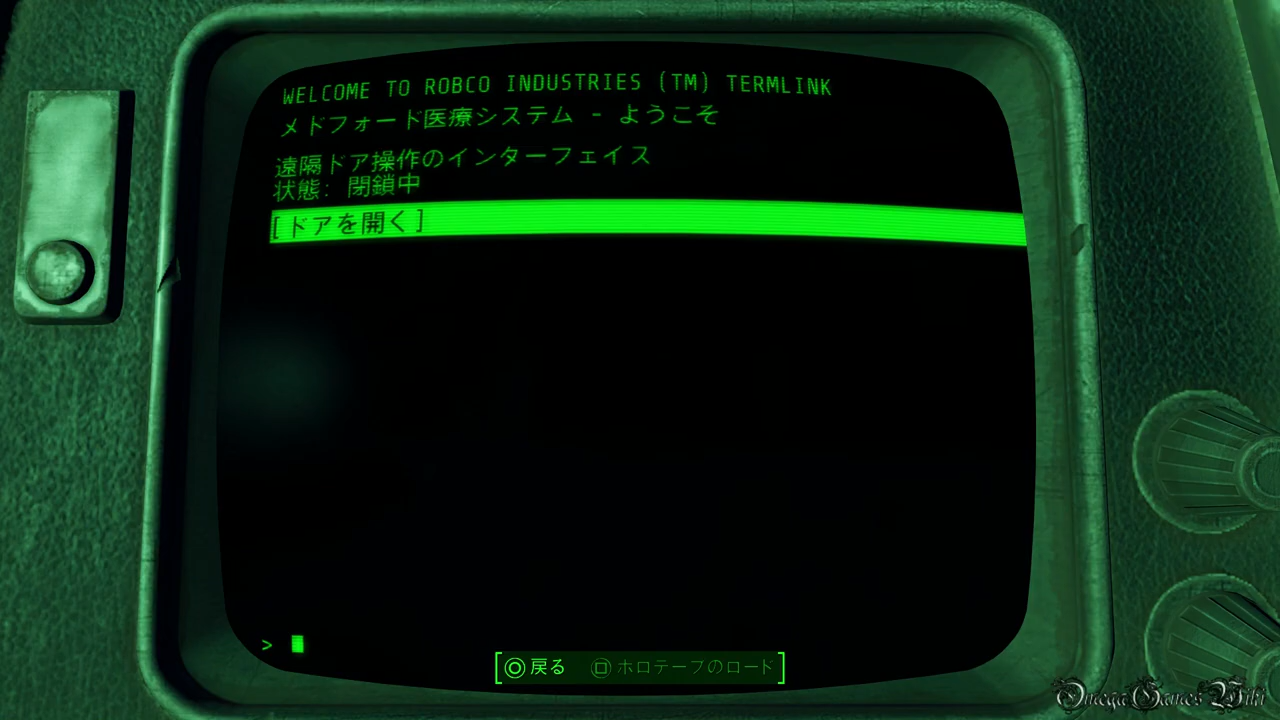 WELCOME TO ROBCO INDUSTRIES (TM) TERMLINK
メドフォード医療システム - ようこそ
遠隔ドア操作のインターフェイス
状態: 閉鎖中
[ドアを開く]
>
戻る ホロテープのロード
Omega Games Wiki